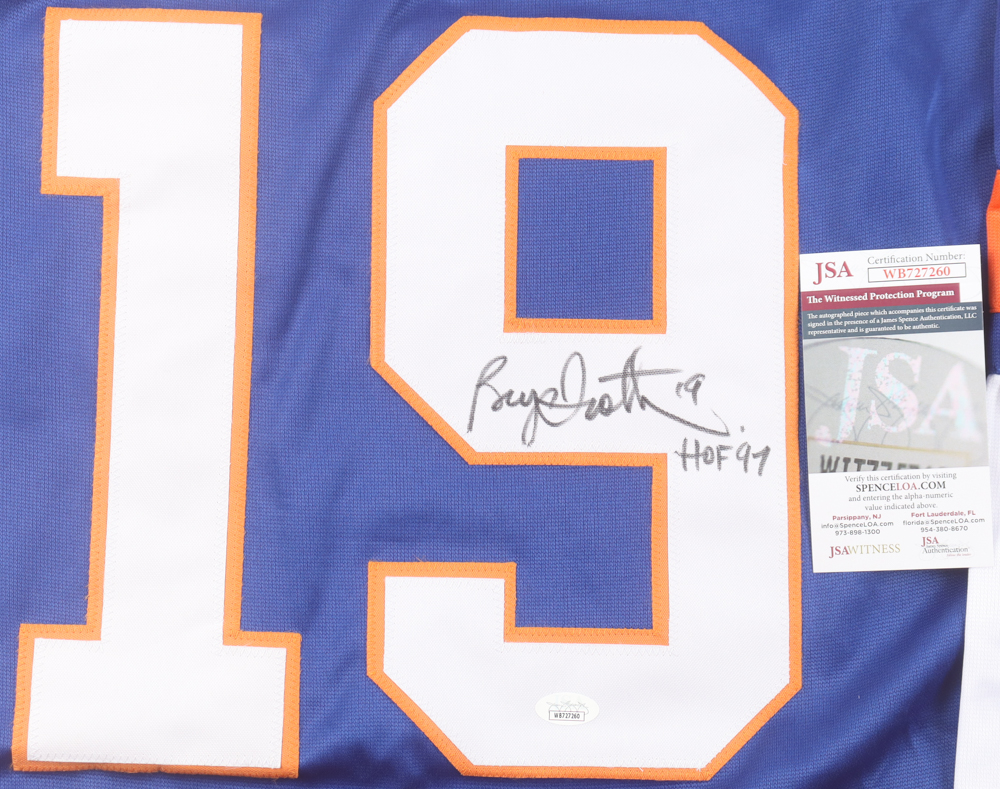 19
Bryan Trottier 19
HOF 97
JSA
Certification Number:
WB727260
The Witnessed Protection Program
The autographed piece which accompanies this certificate was
signed in the presence of a James Spence Authentication, LLC
representative and is guaranteed to be authentic.
JSA
Verify this certification by visiting
SPENCELOA.COM
and entering the alpha-numeric
value indicated above.
Parsippany, NJ
info@SpenceLOA.com
973-898-1300
Fort Lauderdale, FL
florida@SpenceLOA.com
954-380-8670
JSAWITNESS
JSA
Authentication
WB727260